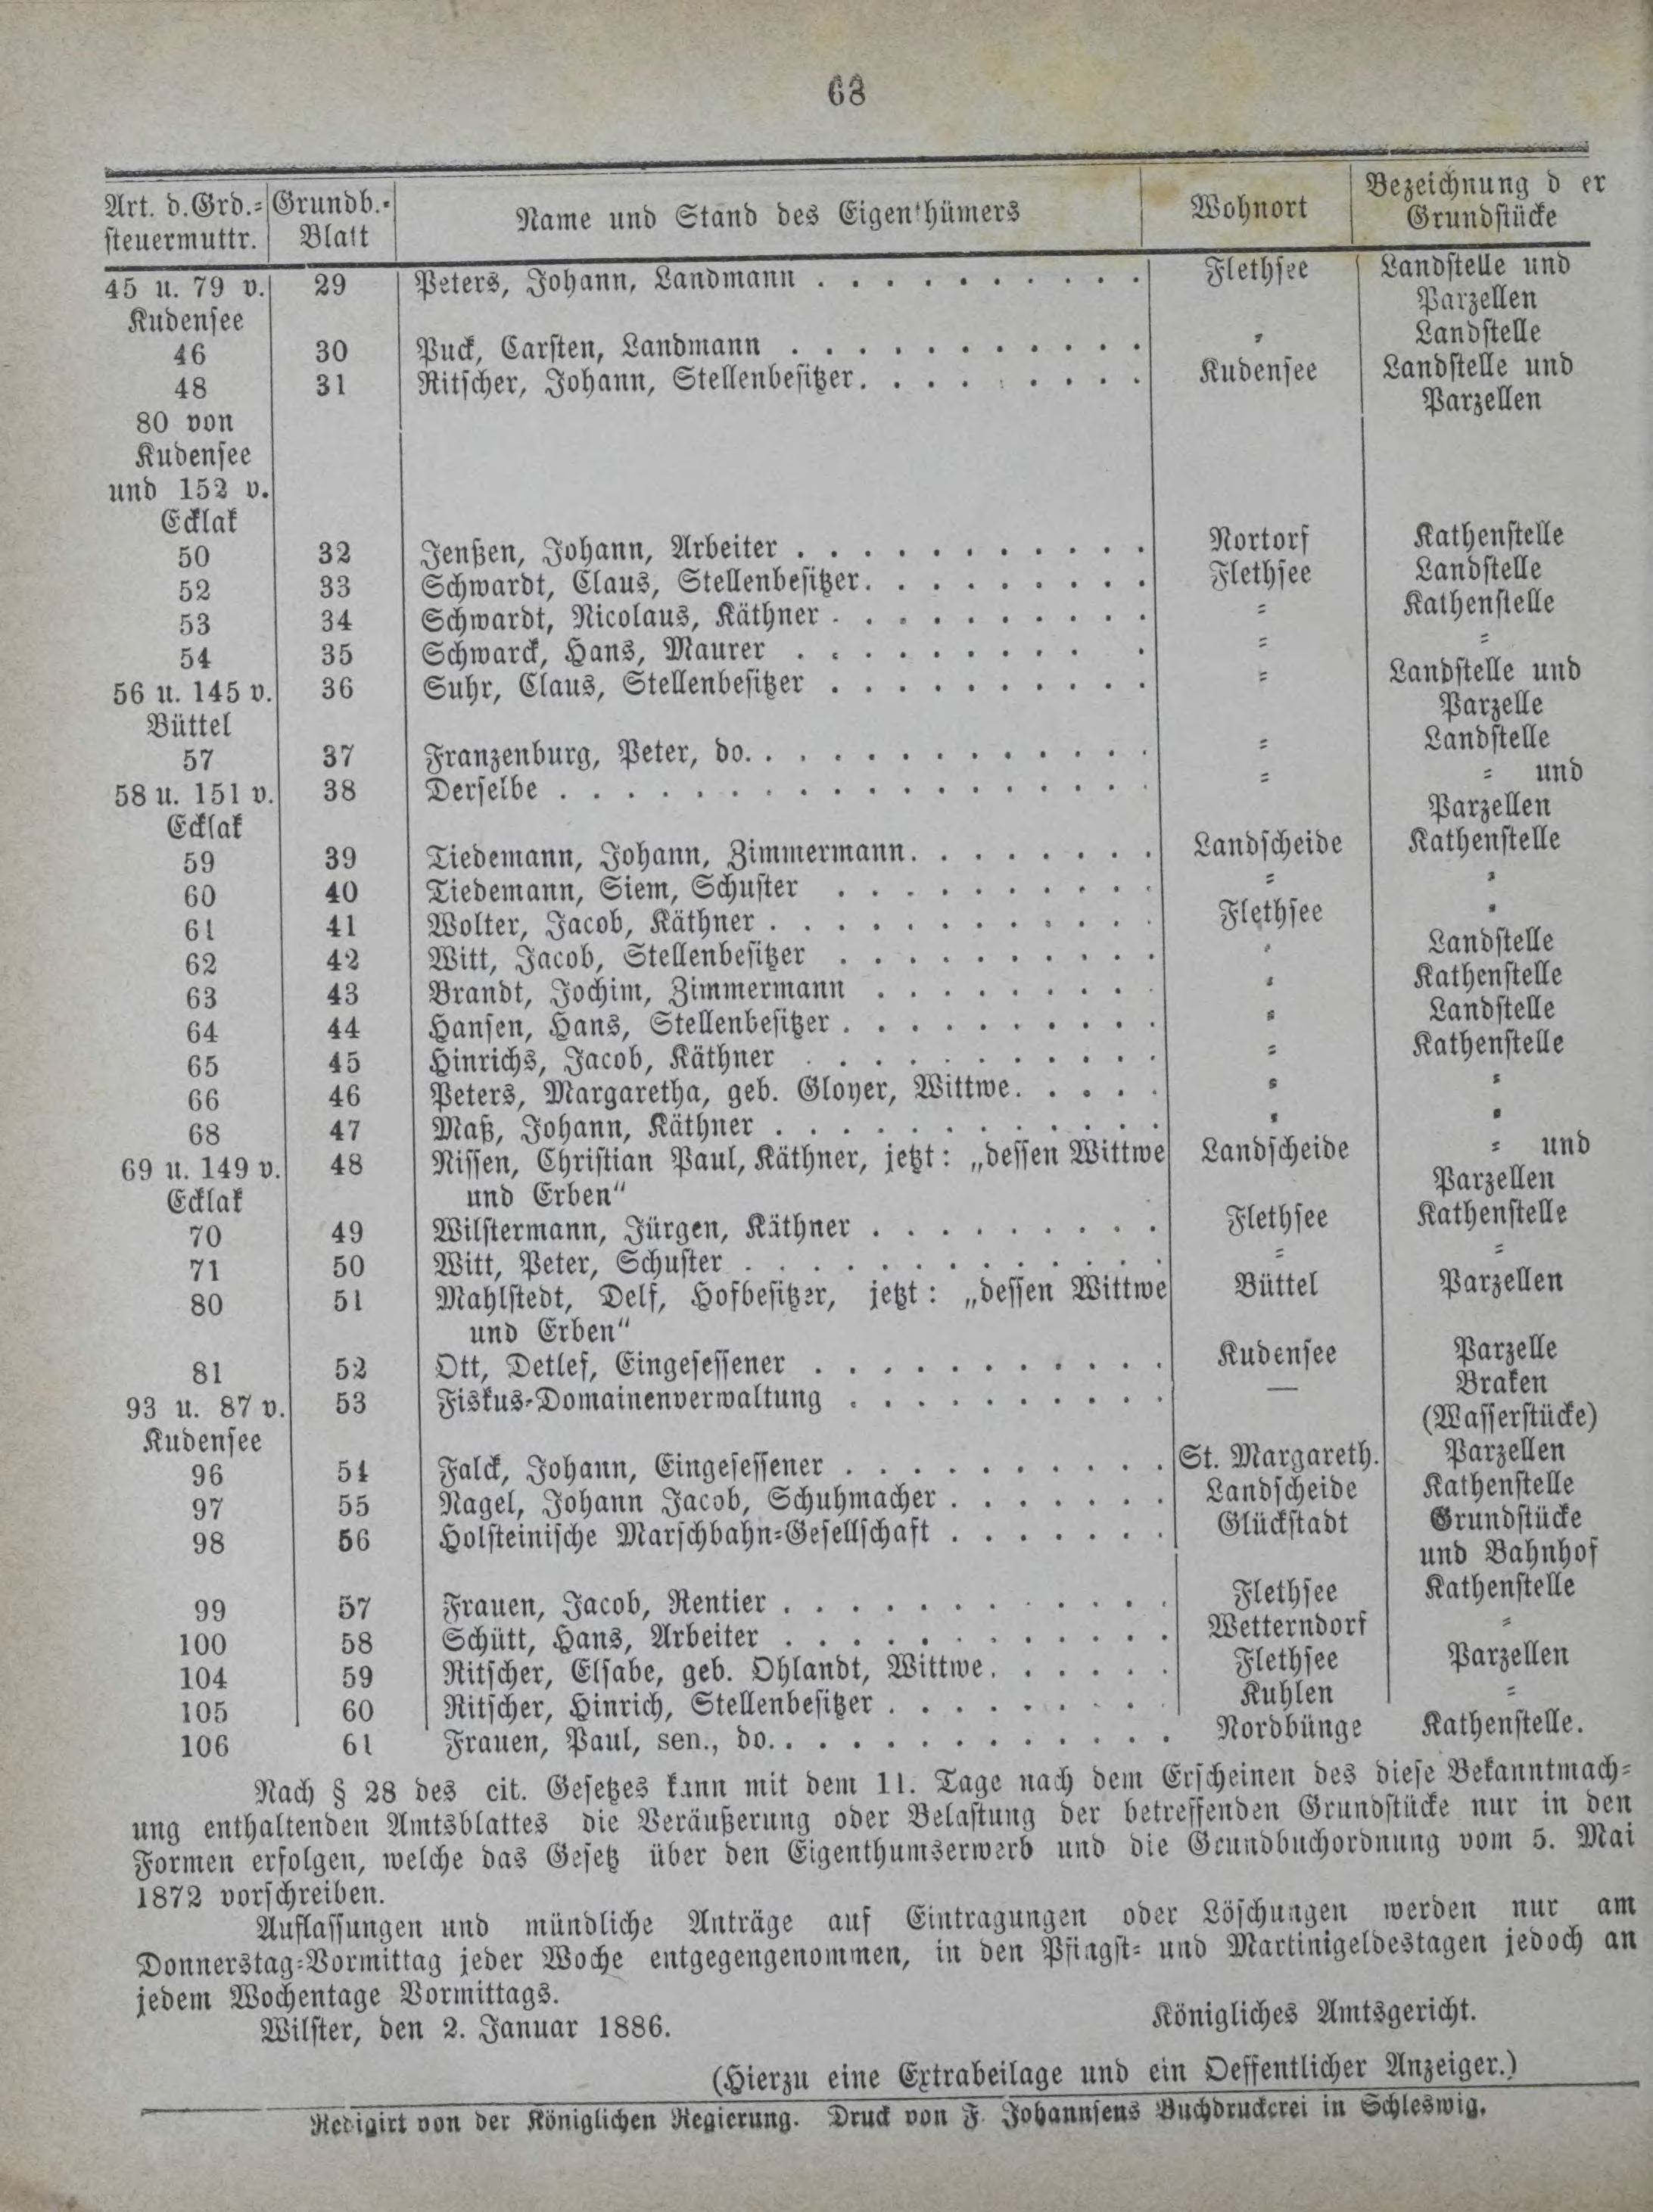 68
Art. d. Grd.= Grundb.= Name und Stand des Eigenthümers Wohnort Bezeichnung d er
steuermuttr. Blatt Grundstücke
45 u. 79 v. 29 Peters, Johann, Landmann . . . . . . . . . . Flethsee Landstelle und
Kudensee Parzellen
46 30 Puck, Carsten, Landmann . . . . . . . . . . . = Landstelle
48 31 Ritscher, Johann, Stellenbesitzer. . . . . . . . . Kudensee Landstelle und
80 von Parzellen
Kudensee
und 152 v.
Ecklak
50 32 Jenßen, Johann, Arbeiter . . . . . . . . . . . Nortorf Kathenstelle
52 33 Schwardt, Claus, Stellenbesitzer. . . . . . . . . Flethsee Landstelle
53 34 Schwardt, Nicolaus, Käthner . . . . . . . . . . = Kathenstelle
54 35 Schwarck, Hans, Maurer . . . . . . . . . . = =
56 u. 145 v. 36 Suhr, Claus, Stellenbesitzer . . . . . . . . . . = Landstelle und
Büttel Parzelle
57 37 Franzenburg, Peter, do. . . . . . . . . . . . . = Landstelle
58 u. 151 v. 38 Derselbe . . . . . . . . . . . . . . . . . = = und
Ecklak Parzellen
59 39 Tiedemann, Johann, Zimmermann. . . . . . . . Landscheide Kathenstelle
60 40 Tiedemann, Siem, Schuster . . . . . . . . . . = =
61 41 Wolter, Jacob, Käthner . . . . . . . . . . . . Flethsee =
62 42 Witt, Jacob, Stellenbesitzer . . . . . . . . . . = Landstelle
63 43 Brandt, Jochim, Zimmermann . . . . . . . . . = Kathenstelle
64 44 Hansen, Hans, Stellenbesitzer . . . . . . . . . . = Landstelle
65 45 Hinrichs, Jacob, Käthner . . . . . . . . . . . = Kathenstelle
66 46 Peters, Margaretha, geb. Gloyer, Wittwe. . . . . = =
68 47 Maß, Johann, Käthner . . . . . . . . . . . . = =
69 u. 149 v. 48 Nissen, Christian Paul, Käthner, jetzt: „dessen Wittwe Landscheide = und
Ecklak und Erben“ Parzellen
70 49 Wilstermann, Jürgen, Käthner . . . . . . . . . Flethsee Kathenstelle
71 50 Witt, Peter, Schuster . . . . . . . . . . . . . = =
80 51 Mahlstedt, Delf, Hofbesitzer, jetzt: „dessen Wittwe Büttel Parzellen
und Erben“
81 52 Ott, Detlef, Eingesessener . . . . . . . . . . . Kudensee Parzelle
93 u. 87 v. 53 Fiskus=Domainenverwaltung . . . . . . . . . . — Braken
Kudensee (Wasserstücke)
96 54 Falck, Johann, Eingesessener . . . . . . . . . . St. Margareth. Parzellen
97 55 Nagel, Johann Jacob, Schuhmacher . . . . . . . Landscheide Kathenstelle
98 56 Holsteinische Marschbahn=Gesellschaft . . . . . . . Glückstadt Grundstücke
und Bahnhof
99 57 Frauen, Jacob, Rentier . . . . . . . . . . . . Flethsee Kathenstelle
100 58 Schütt, Hans, Arbeiter . . . . . . . . . . . . Wetterndorf =
104 59 Ritscher, Elsabe, geb. Ohlandt, Wittwe. . . . . . Flethsee Parzellen
105 60 Ritscher, Hinrich, Stellenbesitzer . . . . . . . . . Kuhlen =
106 61 Frauen, Paul, sen., do. . . . . . . . . . . . . Nordbünge Kathenstelle.
Nach § 28 des cit. Gesetzes kann mit dem 11. Tage nach dem Erscheinen des diese Bekanntmach=
ung enthaltenden Amtsblattes die Veräußerung oder Belastung der betreffenden Grundstücke nur in den
Formen erfolgen, welche das Gesetz über den Eigenthumserwerb und die Grundbuchordnung vom 5. Mai
1872 vorschreiben.
Auflassungen und mündliche Anträge auf Eintragungen oder Löschungen werden nur am
Donnerstag=Vormittag jeder Woche entgegengenommen, in den Pfingst= und Martinigeldestagen jedoch an
jedem Wochentage Vormittags.
Wilster, den 2. Januar 1886. Königliches Amtsgericht.
(Hierzu eine Extrabeilage und ein Oeffentlicher Anzeiger.)
Redigirt von der Königlichen Regierung. Druck von F. Johannsens Buchdruckerei in Schleswig.